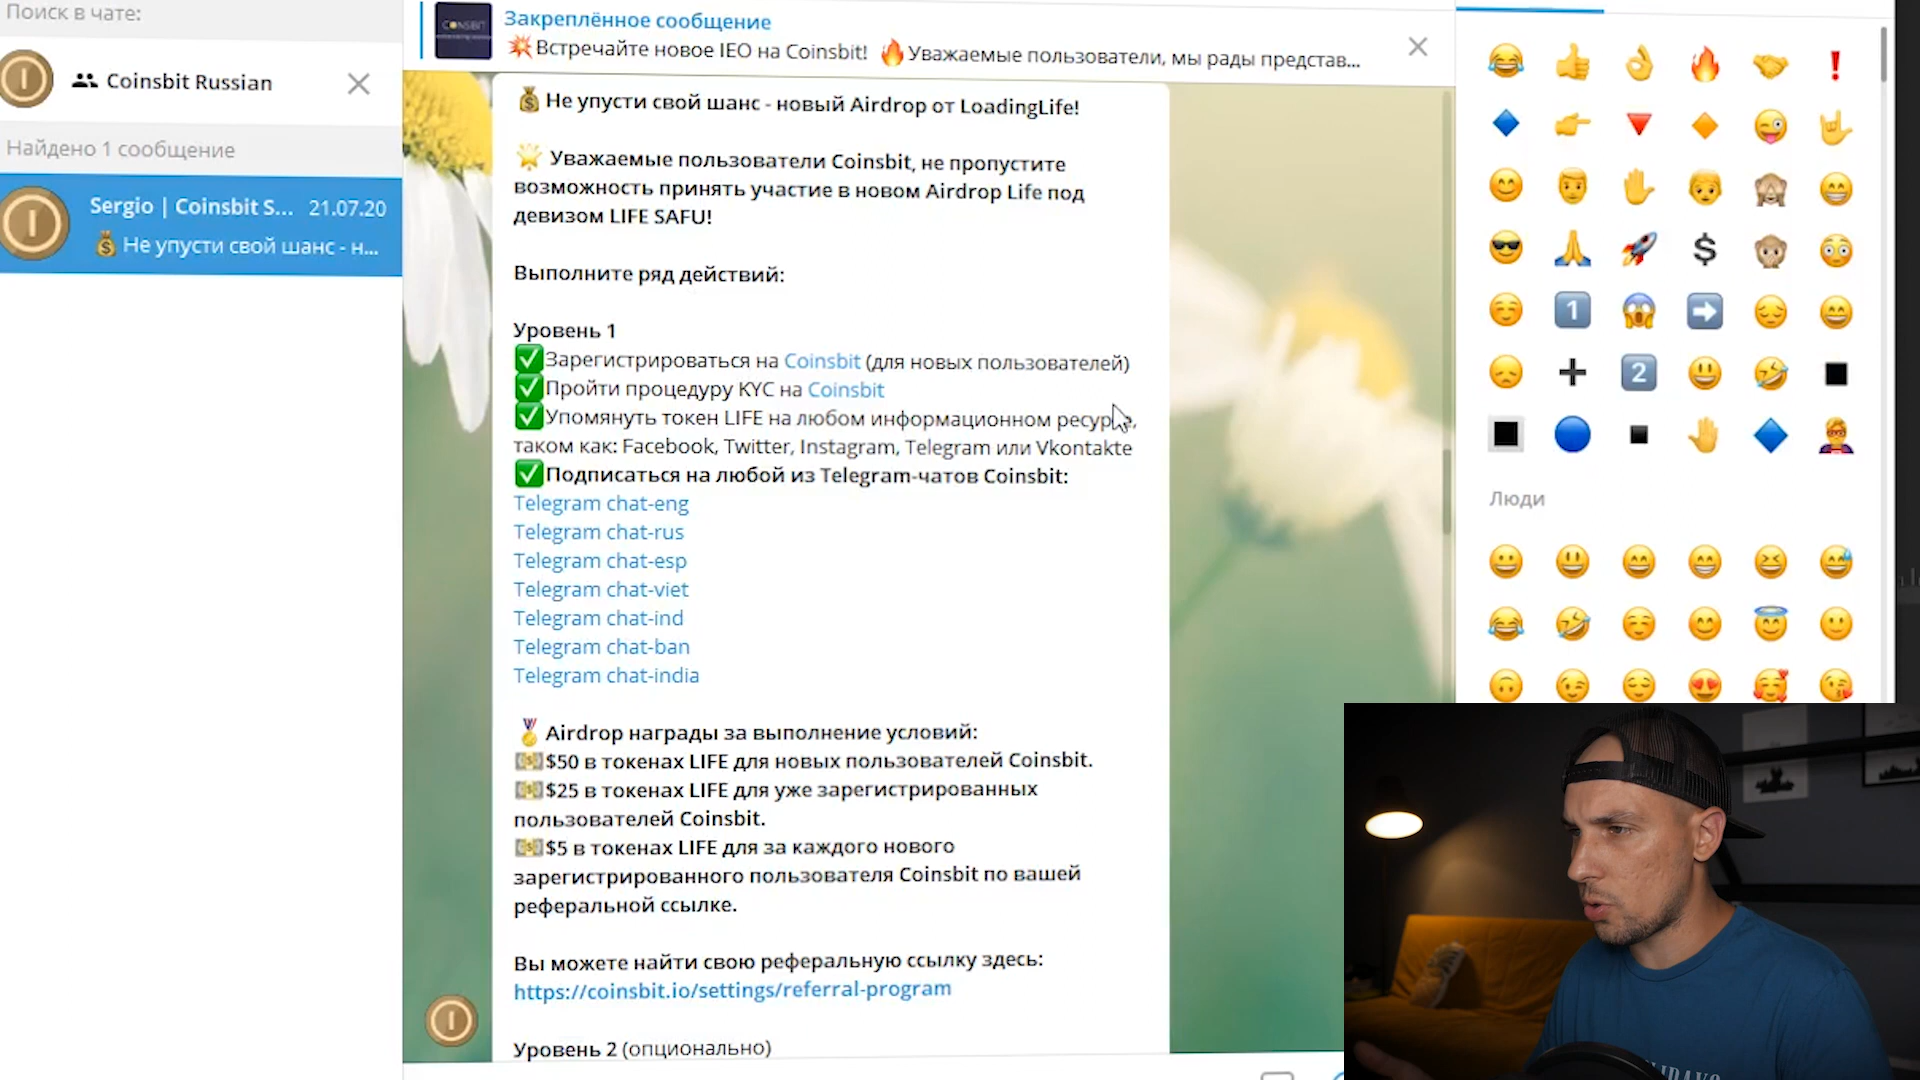 Поиск в чате:
Coinsbit Russian
Найдено 1 сообщение
Sergio | Coinsbit S... 21.07.20
Не упусти свой шанс - н...
COINSBIT
Закреплённое сообщение
Встречайте новое IEO на Coinsbit! Уважаемые пользователи, мы рады представ...
Не упусти свой шанс - новый Airdrop от LoadingLife!
Уважаемые пользователи Coinsbit, не пропустите
возможность принять участие в новом Airdrop Life под
девизом LIFE SAFU!
Выполните ряд действий:
Уровень 1
Зарегистрироваться на Coinsbit (для новых пользователей)
Пройти процедуру KYC на Coinsbit
Упомянуть токен LIFE на любом информационном ресурсе,
таком как: Facebook, Twitter, Instagram, Telegram или Vkontakte
Подписаться на любой из Telegram-чатов Coinsbit:
Telegram chat-eng
Telegram chat-rus
Telegram chat-esp
Telegram chat-viet
Telegram chat-ind
Telegram chat-ban
Telegram chat-india
Airdrop награды за выполнение условий:
$50 в токенах LIFE для новых пользователей Coinsbit.
$25 в токенах LIFE для уже зарегистрированных
пользователей Coinsbit.
$5 в токенах LIFE для за каждого нового
зарегистрированного пользователя Coinsbit по вашей
реферальной ссылке.
Вы можете найти свою реферальную ссылку здесь:
https://coinsbit.io/settings/referral-program
Уровень 2 (опционально)
Люди